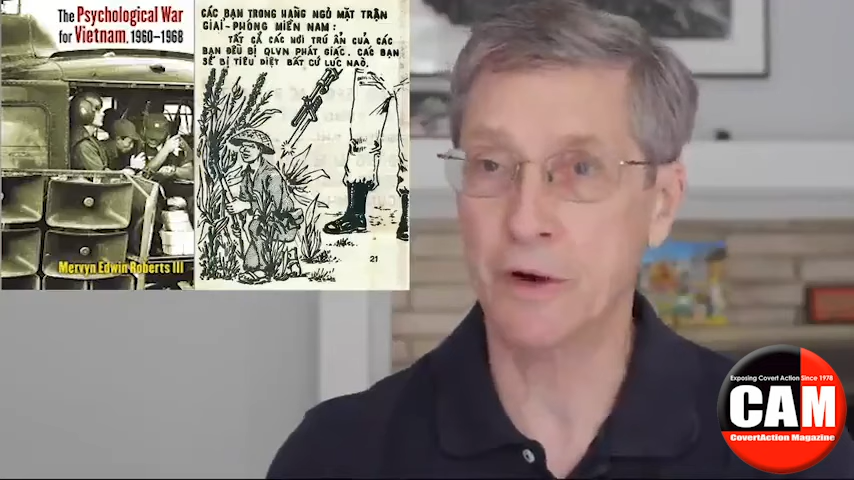 The Psychological War
for Vietnam, 1960–1968
Mervyn Edwin Roberts III
CÁC BẠN TRONG HÀNG NGŨ MẶT TRẬN
GIẢI-PHÓNG MIỀN NAM:
TẤT CẢ CÁC NƠI TRÚ ẨN CỦA CÁC
BẠN ĐỀU BỊ QLVN PHÁT GIÁC. CÁC BẠN
SẼ BỊ TIÊU DIỆT BẤT CỨ LÚC NÀO.
21
Exposing Covert Action Since 1978
CAM
CovertAction Magazine